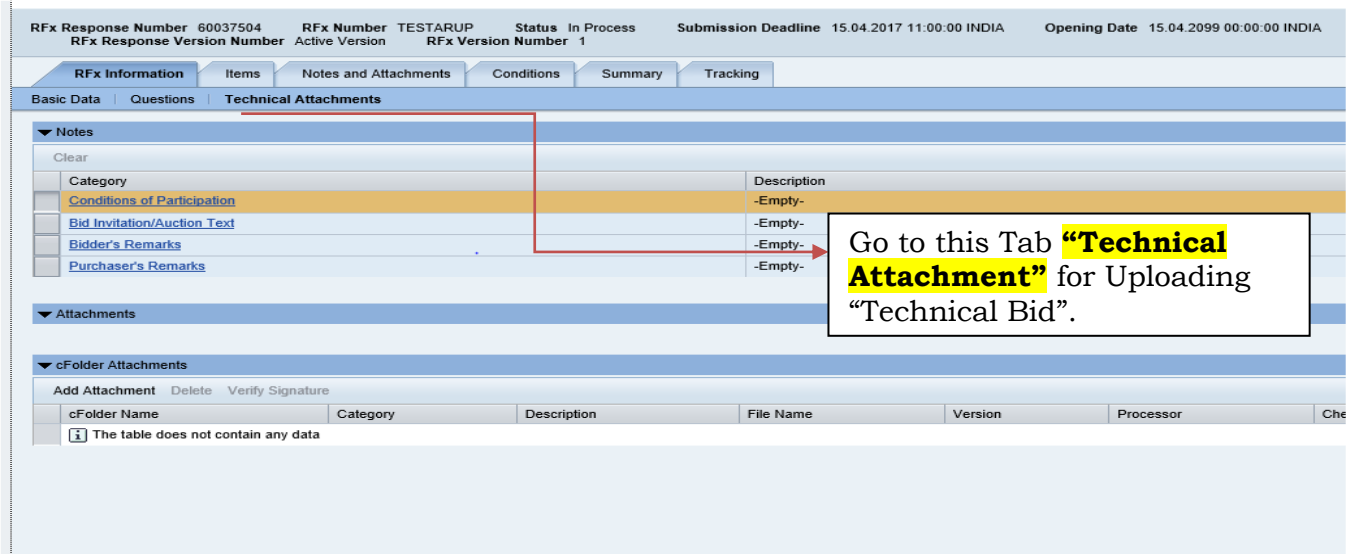 RFx Response Number 60037504 RFx Number TESTARUP Status In Process Submission Deadline 15.04.2017 11:00:00 INDIA Opening Date 15.04.2099 00:00:00 INDIA
RFx Response Version Number Active Version RFx Version Number 1
RFx Information Items Notes and Attachments Conditions Summary Tracking
Basic Data | Questions | Technical Attachments
Notes
Clear
Category Description
Conditions of Participation -Empty-
Bid Invitation/Auction Text -Empty-
Bidder's Remarks -Empty-
Purchaser's Remarks -Empty-
Go to this Tab “Technical
Attachment” for Uploading
“Technical Bid”.
Attachments
cFolder Attachments
Add Attachment Delete Verify Signature
cFolder Name Category Description File Name Version Processor Che
The table does not contain any data